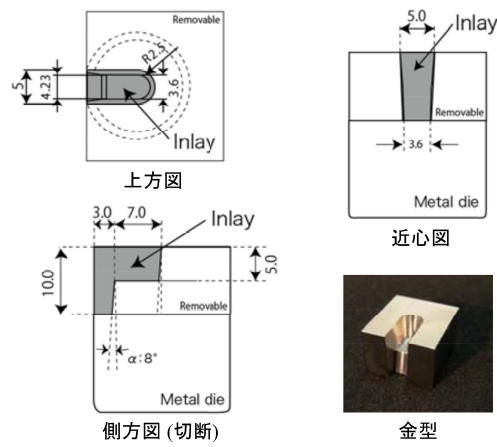 Removable
R2.5
5
4.23
3.6
Inlay
上方図
5.0
Inlay
Removable
3.6
Metal die
近心図
3.0
7.0
Inlay
10.0
5.0
Removable
α:8°
Metal die
側方図 (切断)
金型